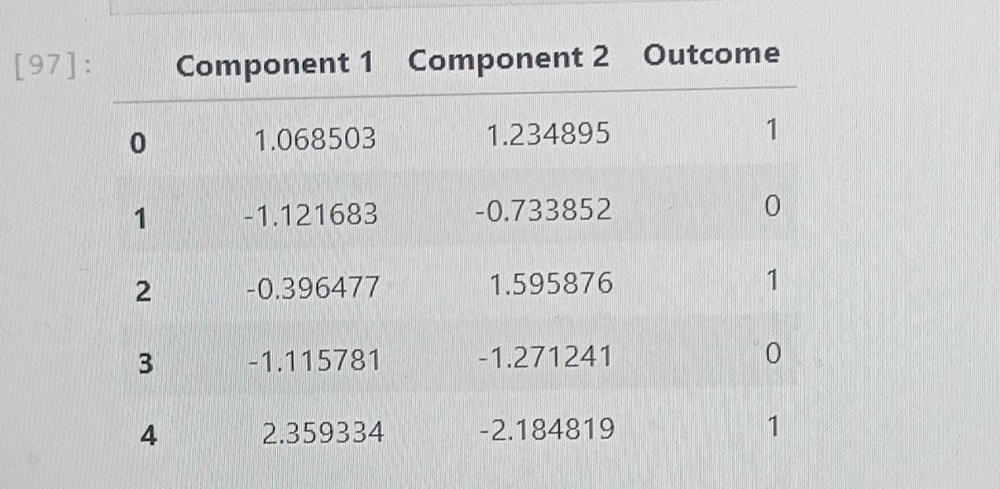 [97]: Component 1 Component 2 Outcome
0 1.068503 1.234895 1
1 -1.121683 -0.733852 0
2 -0.396477 1.595876 1
3 -1.115781 -1.271241 0
4 2.359334 -2.184819 1